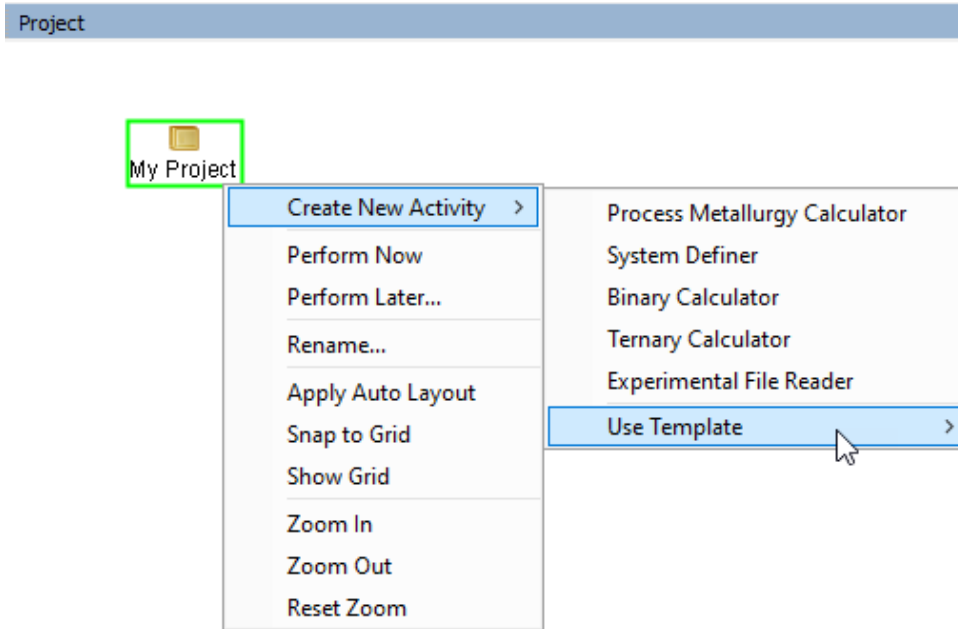 Project
My Project
Create New Activity
Perform Now
Perform Later...
Rename...
Apply Auto Layout
Snap to Grid
Show Grid
Zoom In
Zoom Out
Reset Zoom
Process Metallurgy Calculator
System Definer
Binary Calculator
Ternary Calculator
Experimental File Reader
Use Template